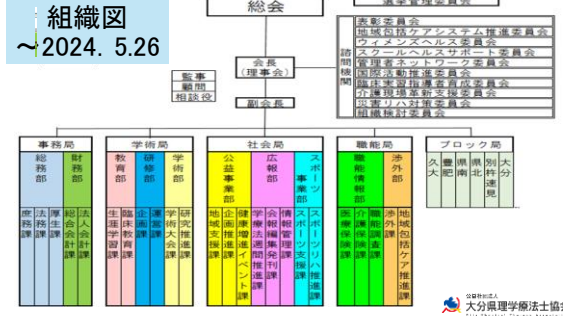 組織図
～2024. 5.26
総会
選挙管理委員会
会長
(理事会)
監事
顧問
相談役
副会長
諮問機関
表彰委員会
地域包括ケアシステム推進委員会
ウィメンズヘルス委員会
スクールヘルスサポート委員会
管理者ネットワーク委員会
国際活動推進委員会
臨床実習指導者育成委員会
介護現場革新支援委員会
災害リハ対策委員会
組織検討委員会
事務局
総務部
財務部
庶務課
法務課
厚生課
総合会計課
法人会計課
学術局
教育部
研修部
学術部
生涯学習課
臨床教育課
企画課
運営課
学術大会課
研究推進課
社会局
公益事業部
広報部
スポーツ事業部
地域支援課
企画推進課
健康増進イベント課
学療法週間推進課
会報編集発刊課
情報管理課
スポーツ支援課
スポーツリハ推進課
職能局
職能情報部
渉外部
医療保険課
介護保険課
職能調査課
渉外課
地域包括ケア推進課
ブロック局
久大
豊肥
県南
県北
別杵速見
大分
公益社団法人
大分県理学療法士協会